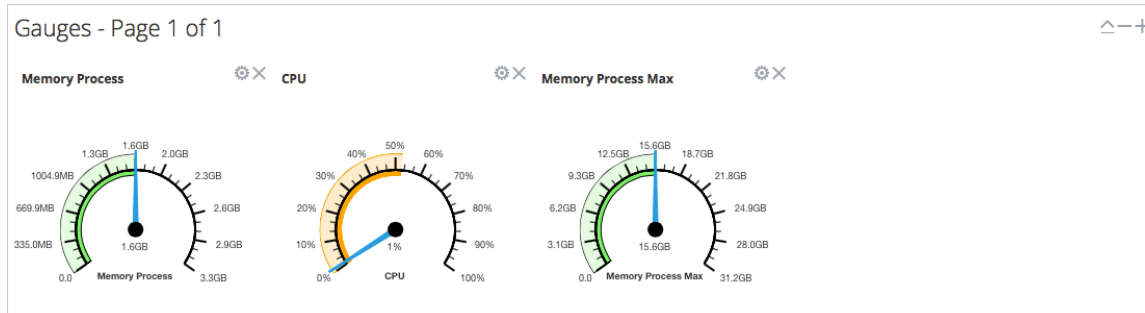 Gauges - Page 1 of 1
Memory Process
CPU
Memory Process Max
0.0
335.0MB
669.9MB
1004.9MB
1.3GB
1.6GB
2.0GB
2.3GB
2.6GB
2.9GB
3.3GB
1.6GB
Memory Process
0%
10%
20%
30%
40%
50%
60%
70%
80%
90%
100%
1%
CPU
0.0
3.1GB
6.2GB
9.3GB
12.5GB
15.6GB
18.7GB
21.8GB
24.9GB
28.0GB
31.2GB
15.6GB
Memory Process Max